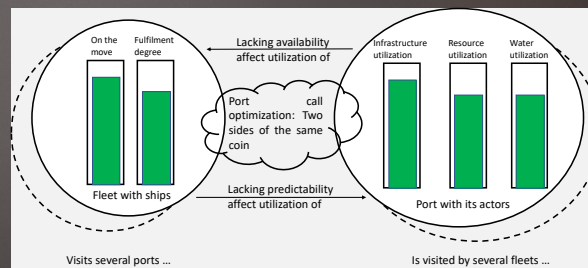 On the
move
Fulfilment
degree
Fleet with ships
Lacking availability
affect utilization of
Port call
optimization: Two
sides of the same
coin
Lacking predictability
affect utilization of
Infrastructure
utilization
Resource
utilization
Water
utilization
Port with its actors
Visits several ports ...
Is visited by several fleets ...